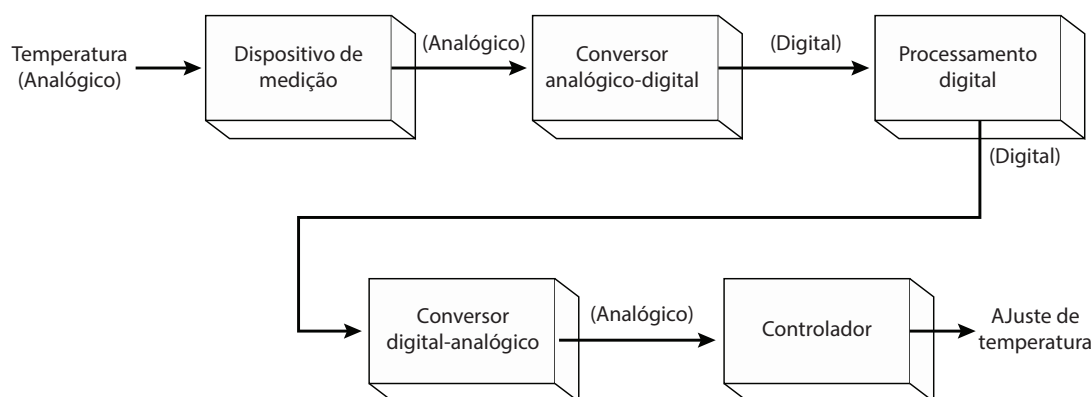 Temperatura
(Analógico)
Dispositivo de
medição
(Analógico)
Conversor
analógico-digital
(Digital)
Processamento
digital
(Digital)
Conversor
digital-analógico
(Analógico)
Controlador
AJuste de
temperatura